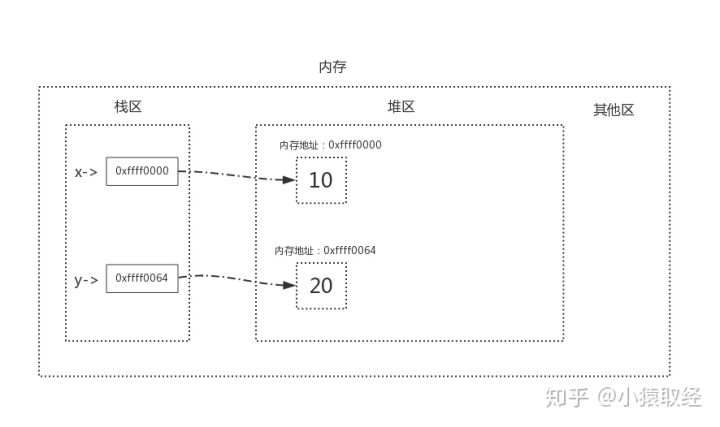 内存
栈区
堆区
其他区
内存地址：0xffff0000
x->
0xffff0000
10
内存地址：0xffff0064
y->
0xffff0064
20
知乎 @小猿取经